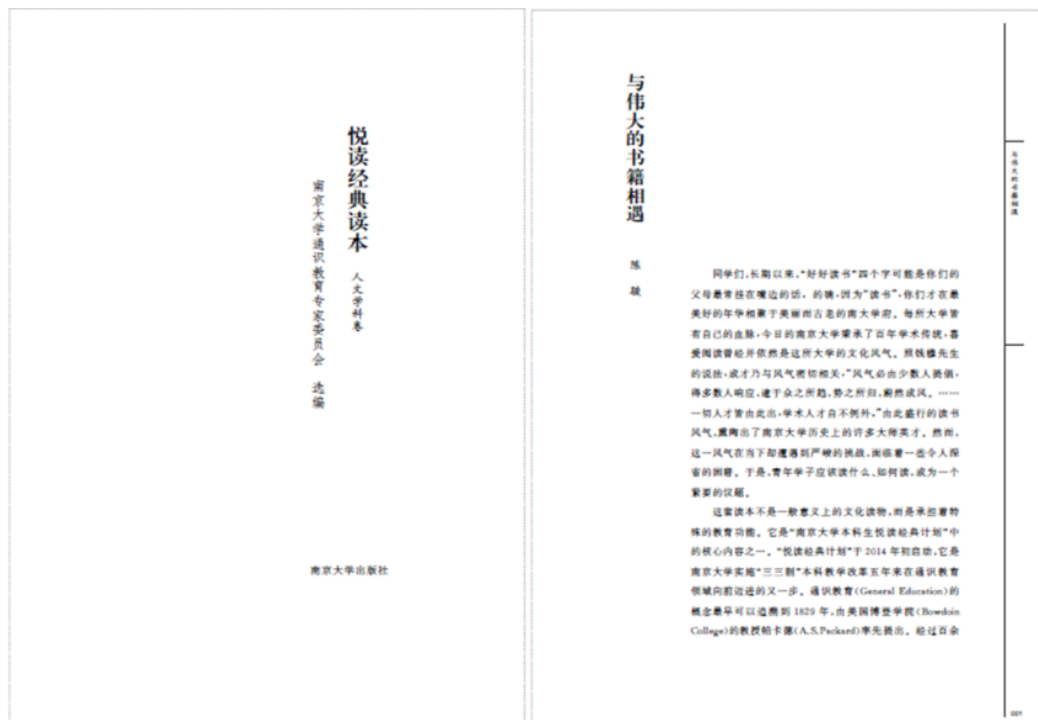 悦读经典读本
人文学科卷
南京大学通识教育专家委员会 选编
南京大学出版社
与伟大的书籍相遇
陈 骏
与伟大的书籍相遇
同学们,长期以来,“好好读书”四个字可能是你们的
父母最常挂在嘴边的话。的确,因为“读书”,你们才在最
美好的年华相聚于美丽而古老的南大学府。每所大学皆
有自己的血脉,今日的南京大学秉承了百年学术传统,喜
爱阅读曾经并依然是这所大学的文化风气。照钱穆先生
的说法,成才乃与风气密切相关,“风气必由少数人提倡,
得多数人响应,逮于众之所趋,势之所归,蔚然成风。……
一切人才皆由此出,学术人才自不例外。”由此盛行的读书
风气,熏陶出了南京大学历史上的许多大师英才。然而,
这一风气在当下却遭遇到严峻的挑战,面临着一些令人深
省的困窘。于是,青年学子应该读什么、如何读,成为一个
重要的议题。
这套读本不是一般意义上的文化读物,而是承担着特
殊的教育功能。它是“南京大学本科生悦读经典计划”中
的核心内容之一。“悦读经典计划”于 2014 年初启动,它是
南京大学实施“三三制”本科教学改革五年来在通识教育
领域向前迈进的又一步。通识教育(General Education)的
概念最早可以追溯到 1829 年,由美国博登学院(Bowdoin
College)的教授帕卡德(A.S.Packard)率先提出。经过百余
001